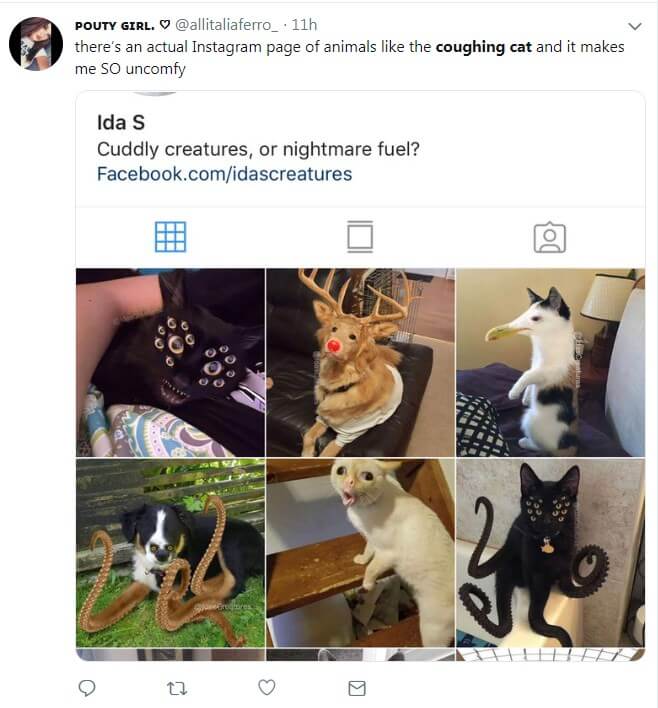 POUTY GIRL. ♡ @allitaliaferro_ · 11h
there's an actual Instagram page of animals like the coughing cat and it makes
me SO uncomfy
Ida S
Cuddly creatures, or nightmare fuel?
Facebook.com/idascreatures